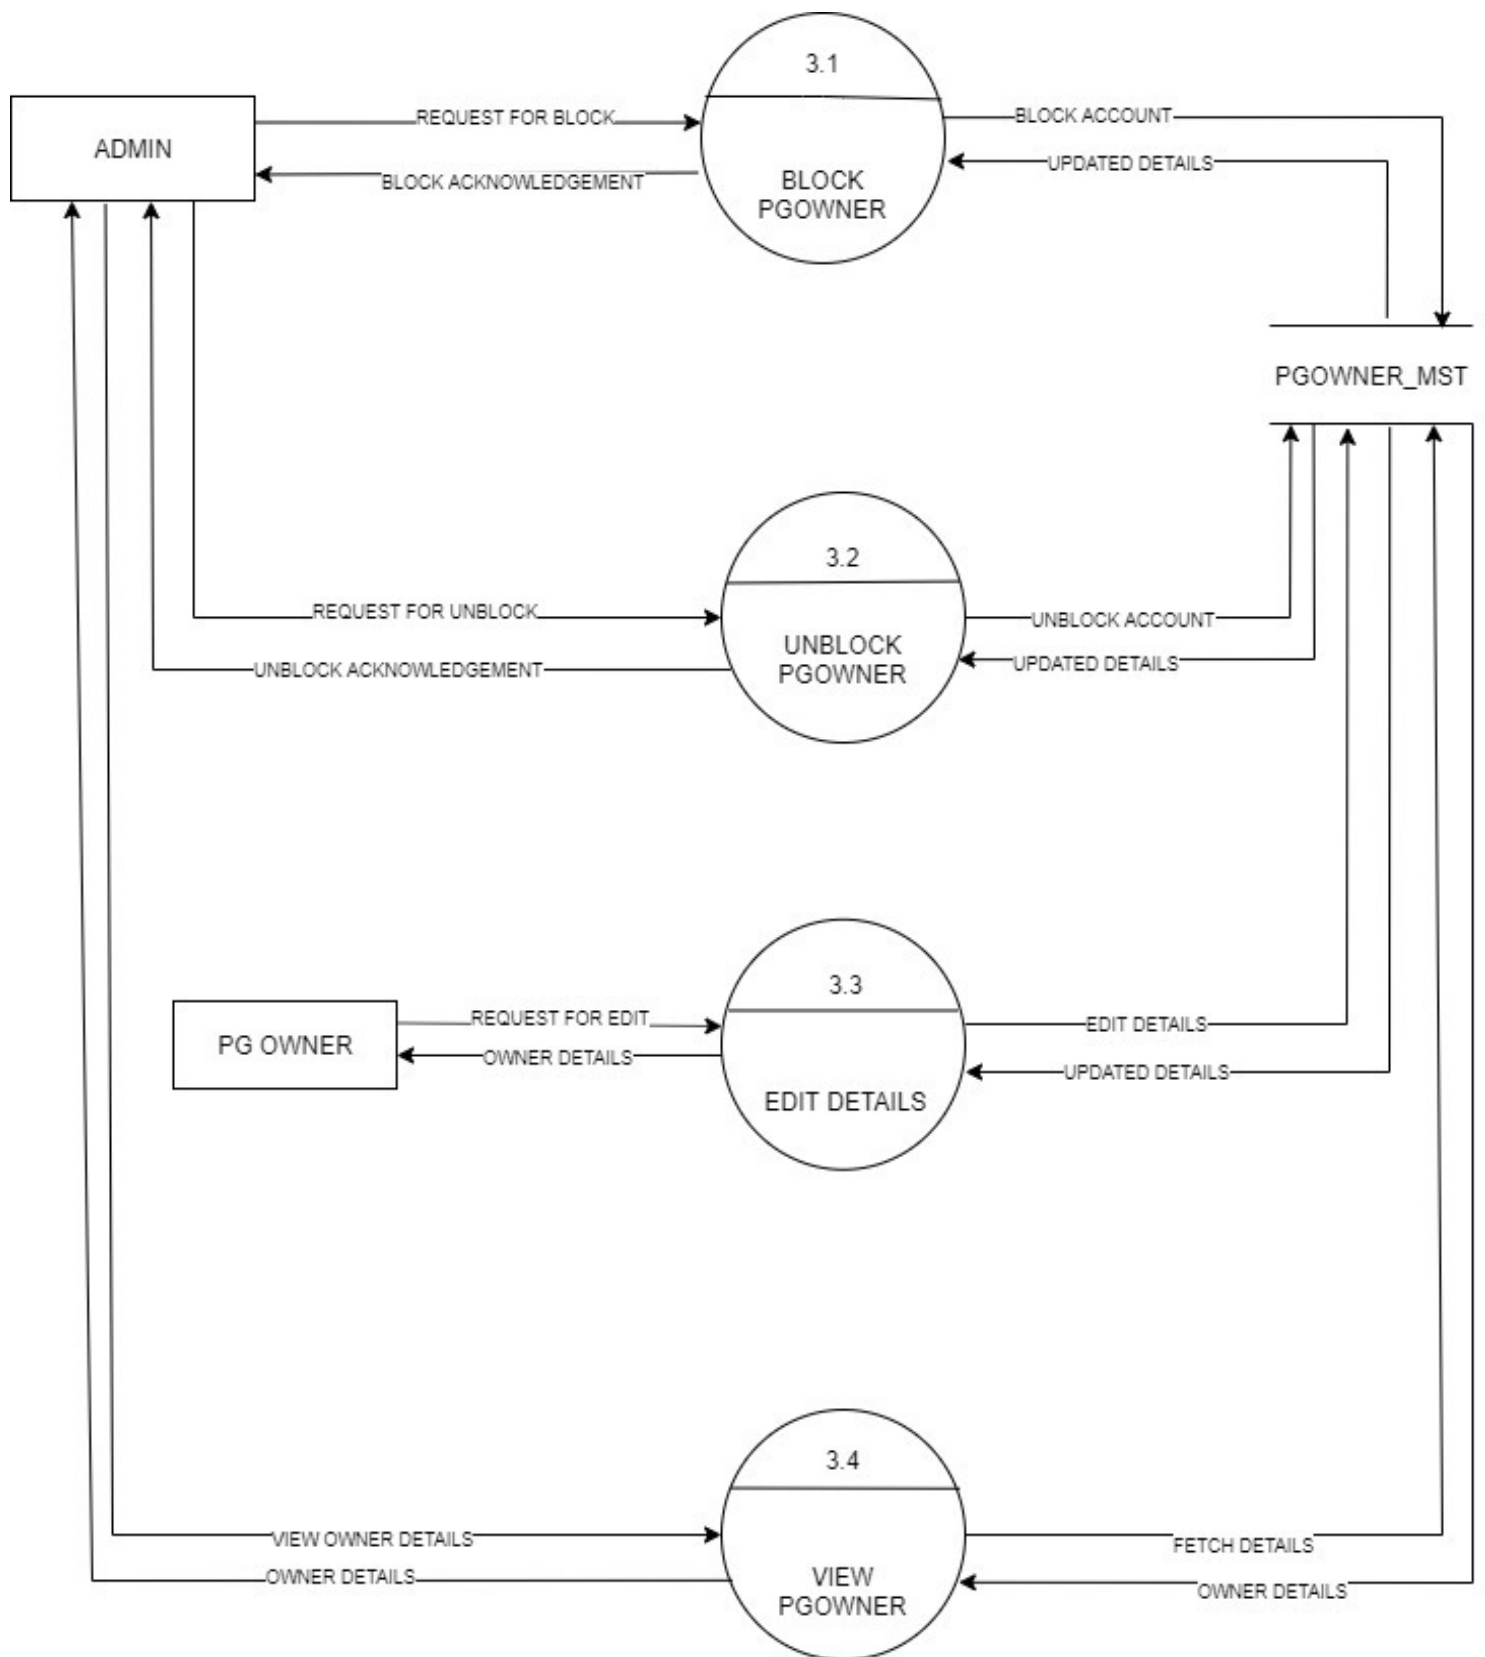 3.1
REQUEST FOR BLOCK
BLOCK ACCOUNT
ADMIN
UPDATED DETAILS
BLOCK ACKNOWLEDGEMENT
BLOCK
PGOWNER
PGOWNER_MST
3.2
REQUEST FOR UNBLOCK
UNBLOCK ACCOUNT
UNBLOCK
PGOWNER
UNBLOCK ACKNOWLEDGEMENT
UPDATED DETAILS
3.3
REQUEST FOR EDIT
EDIT DETAILS
PG OWNER
OWNER DETAILS
UPDATED DETAILS
EDIT DETAILS
3.4
VIEW OWNER DETAILS
FETCH DETAILS
OWNER DETAILS
VIEW
PGOWNER
OWNER DETAILS